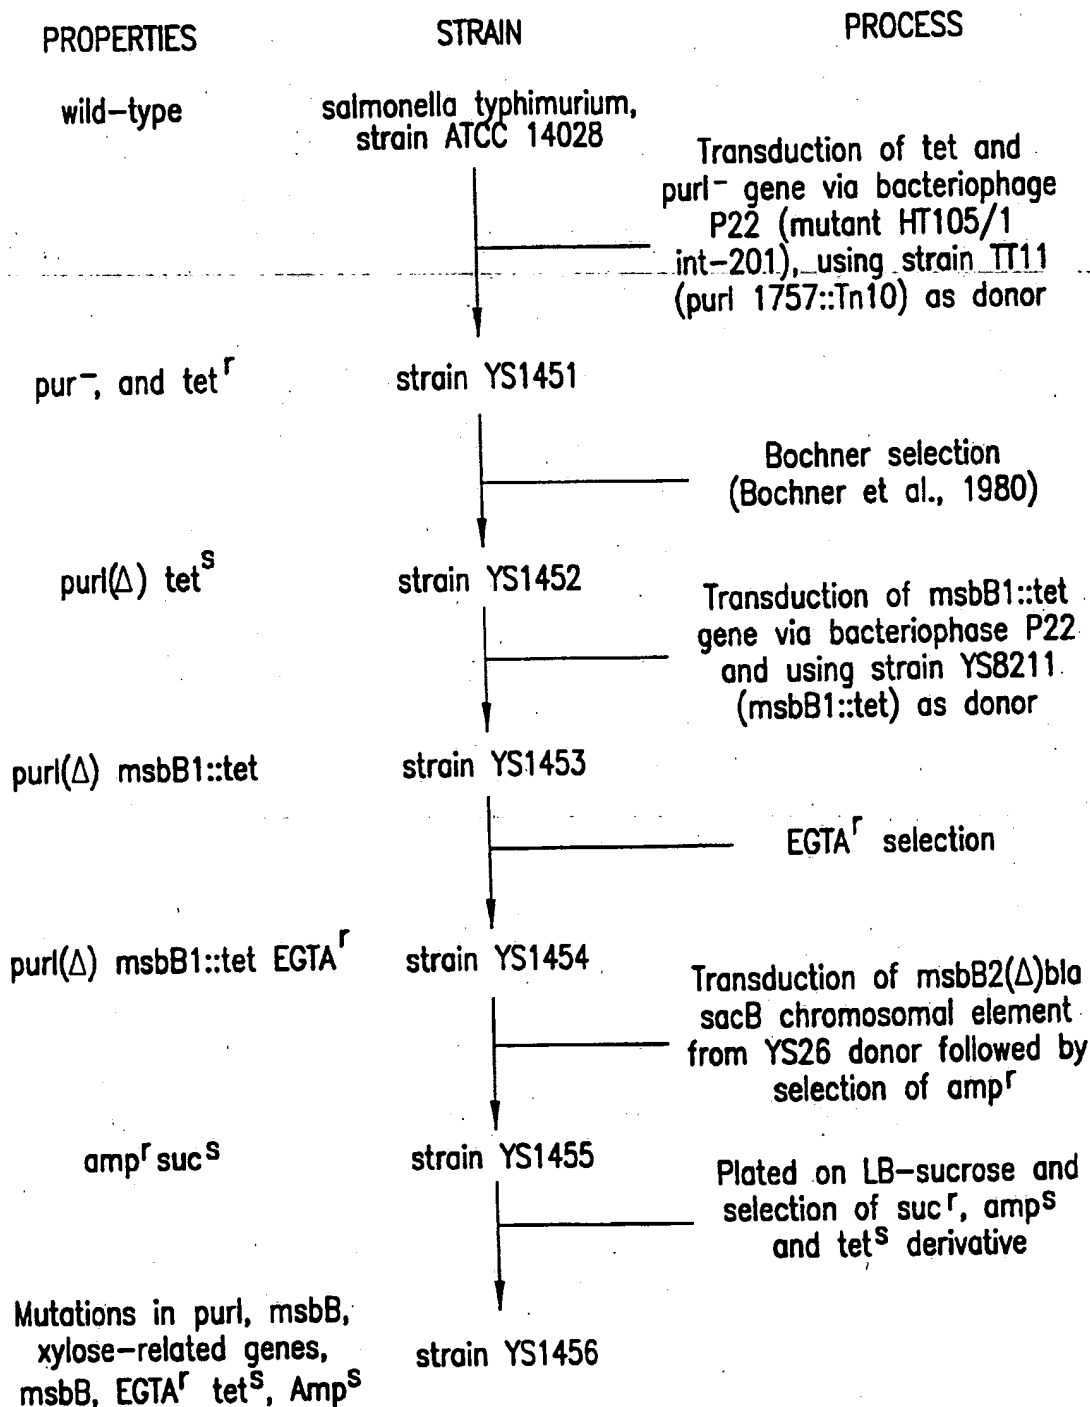 PROPERTIES STRAIN PROCESS
wild-type
salmonella typhimurium,
strain ATCC 14028
Transduction of tet and
purI⁻ gene via bacteriophage
P22 (mutant HT105/1
int-201), using strain TT11
(purI 1757::Tn10) as donor
pur⁻, and tetʳ
strain YS1451
Bochner selection
(Bochner et al., 1980)
purI(Δ) tetˢ
strain YS1452
Transduction of msbB1::tet
gene via bacteriophase P22
and using strain YS8211
(msbB1::tet) as donor
purI(Δ) msbB1::tet
strain YS1453
EGTAʳ selection
purI(Δ) msbB1::tet EGTAʳ
strain YS1454
Transduction of msbB2(Δ)bla
sacB chromosomal element
from YS26 donor followed by
selection of ampʳ
ampʳ sucˢ
strain YS1455
Plated on LB-sucrose and
selection of sucʳ, ampˢ
and tetˢ derivative
Mutations in purI, msbB,
xylose-related genes,
msbB, EGTAʳ tetˢ, Ampˢ
strain YS1456